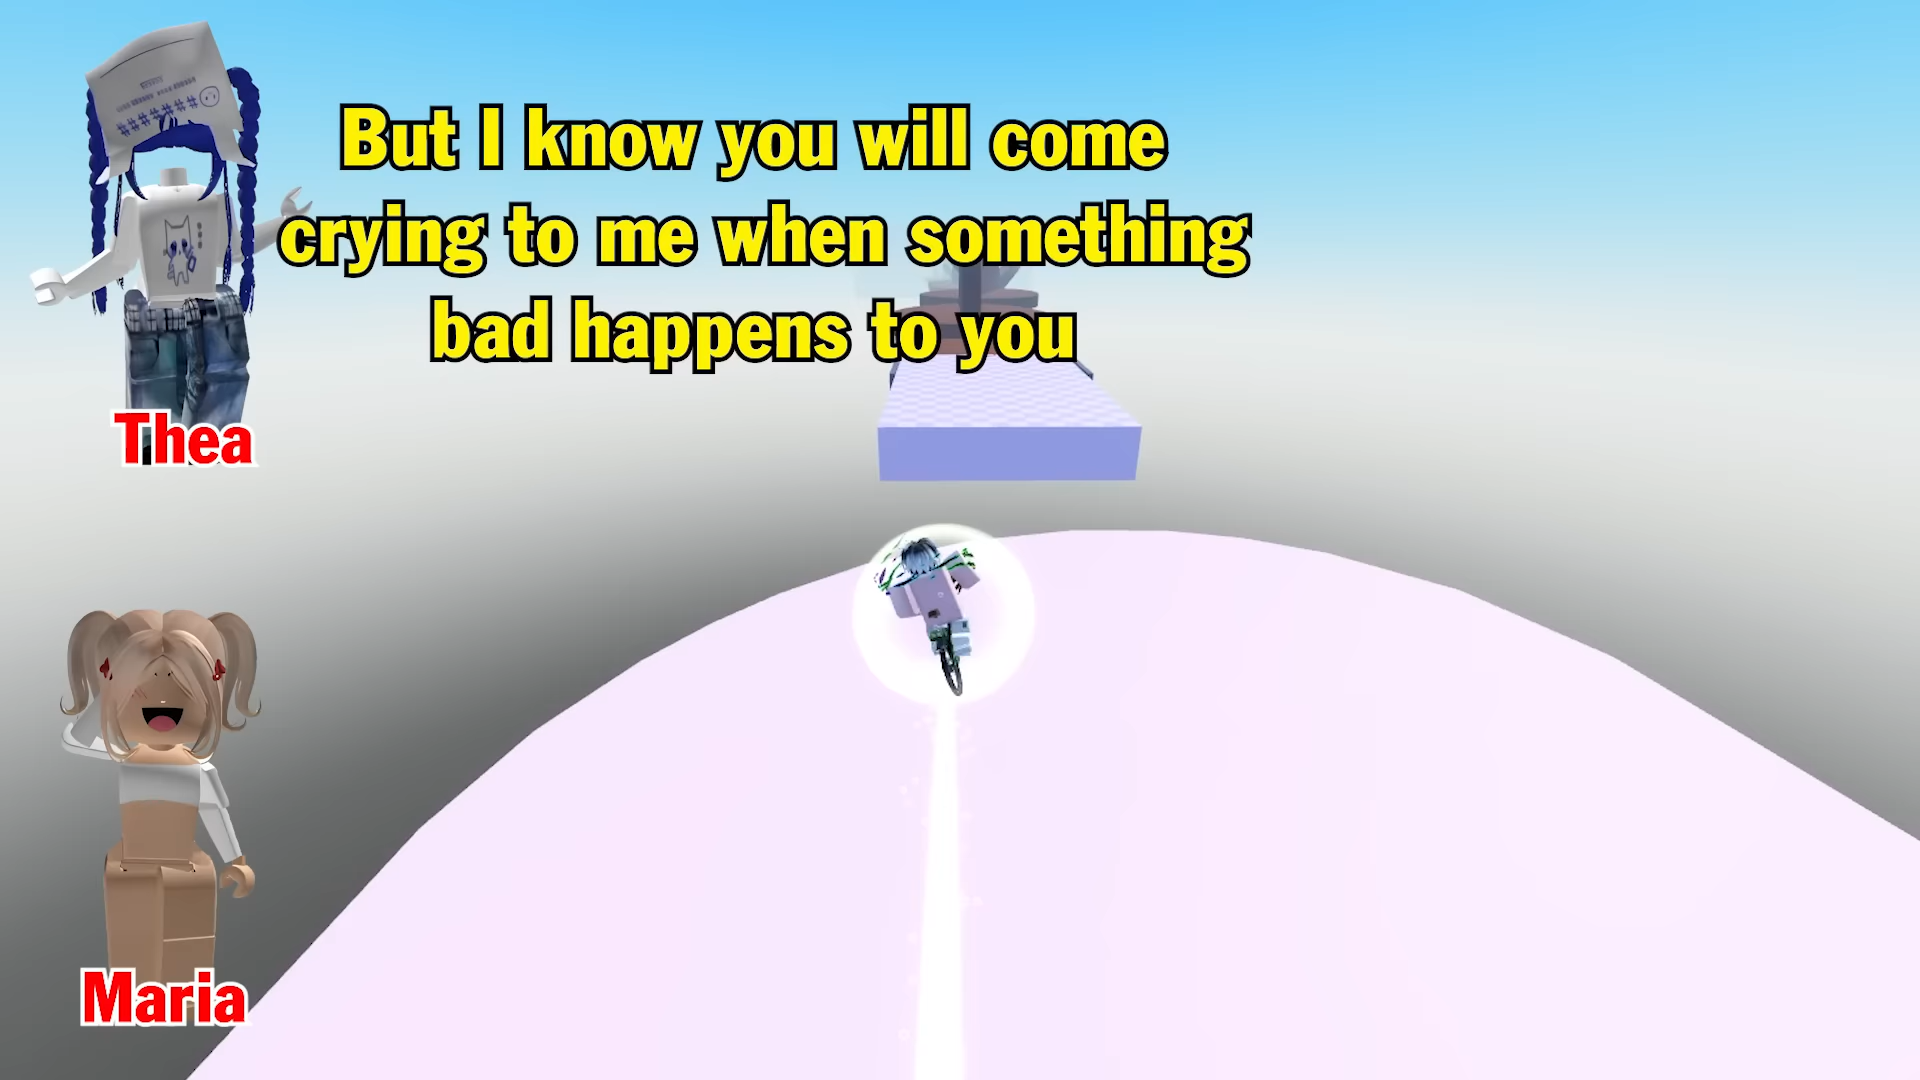 But I know you will come
crying to me when something
bad happens to you
Thea
Maria